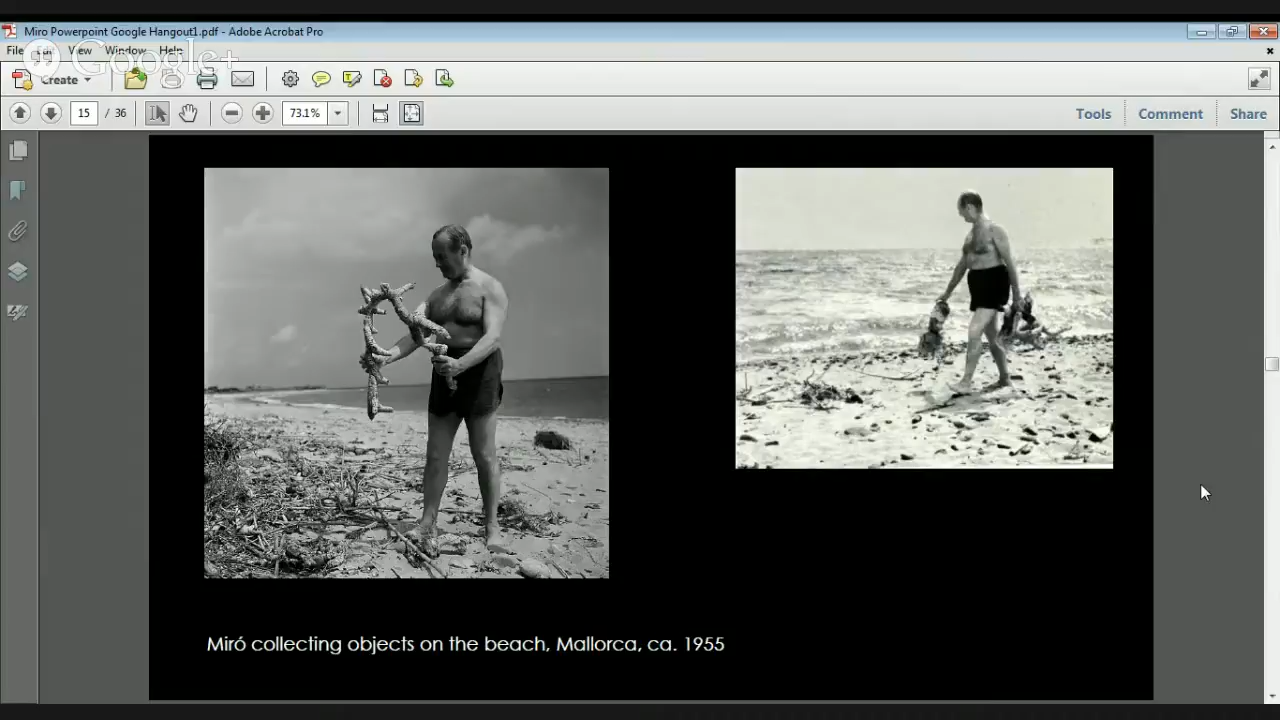 Miro Powerpoint Google Hangout1.pdf - Adobe Acrobat Pro
File Edit View Window Help
Google+
Create
15 / 36 73.1% Tools Comment Share
Miró collecting objects on the beach, Mallorca, ca. 1955